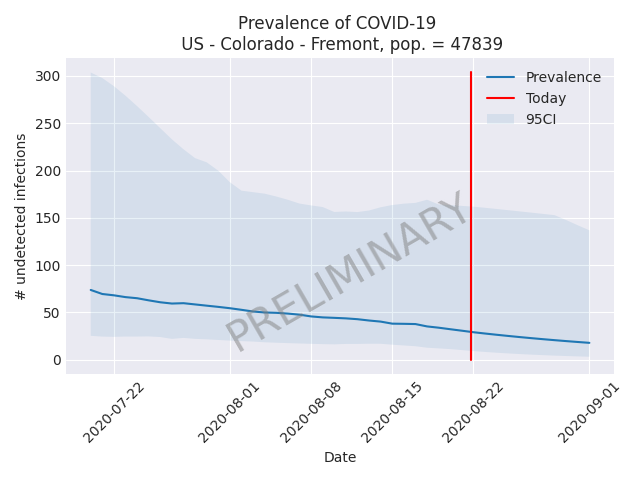 Prevalence of COVID-19
US - Colorado - Fremont, pop. = 47839
# undetected infections
300
250
200
150
100
50
0
Prevalence
Today
95CI
PRELIMINARY
2020-07-22
2020-08-01
2020-08-08
2020-08-15
2020-08-22
2020-09-01
Date